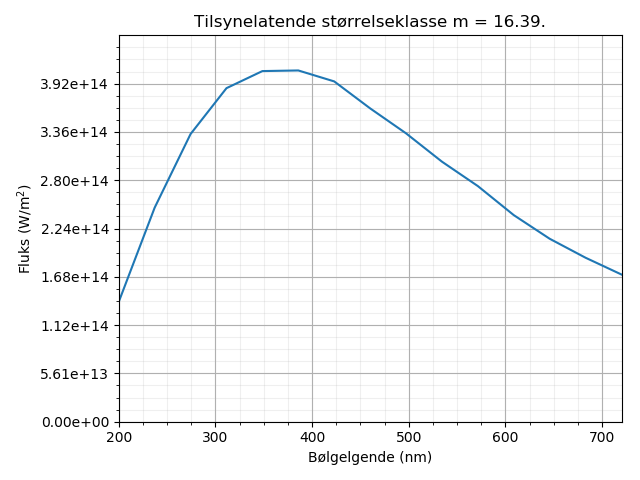 Tilsynelatende størrelseklasse m = 16.39.
Fluks (W/m²)
3.92e+14
3.36e+14
2.80e+14
2.24e+14
1.68e+14
1.12e+14
5.61e+13
0.00e+00
200 300 400 500 600 700
Bølgelgende (nm)